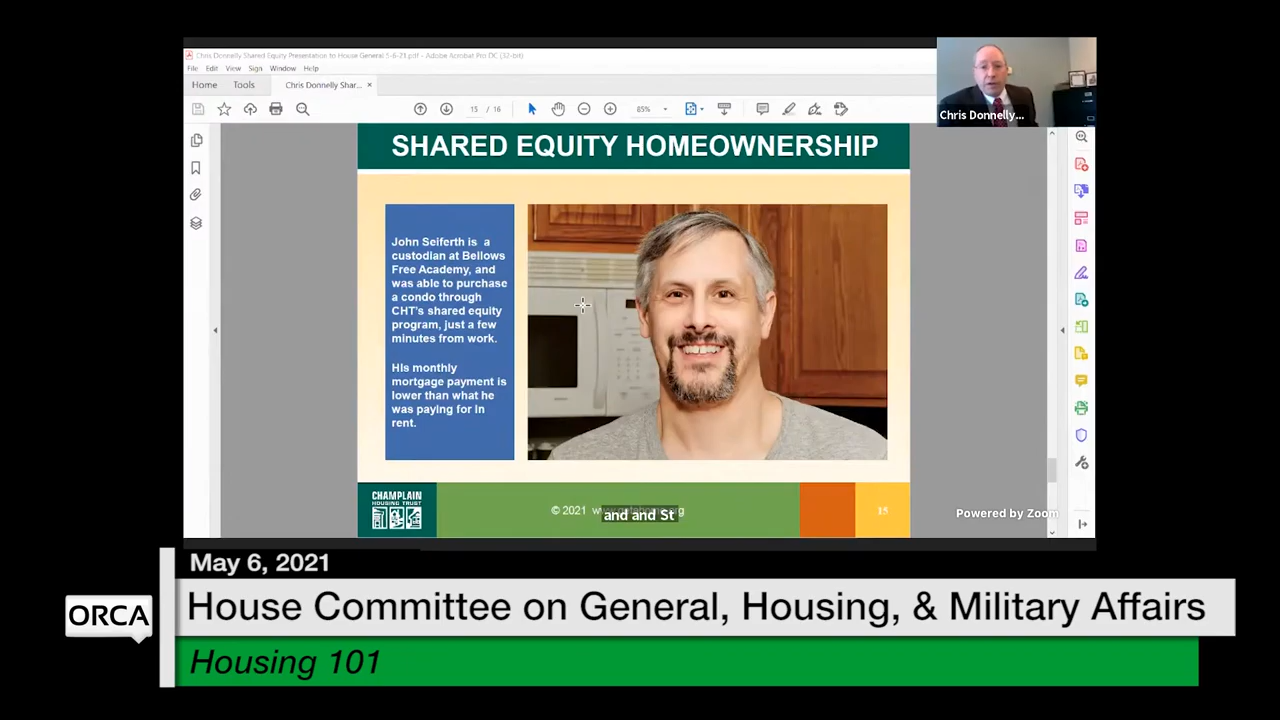 Chris Donnelly Shared Equity Presentation to House General 5-6-21.pdf - Adobe Acrobat Pro DC (32-bit)
File Edit View Sign Window Help
Home Tools Chris Donnelly Shar... ×
15 / 16 85%
Chris Donnelly...
SHARED EQUITY HOMEOWNERSHIP
John Seiferth is a
custodian at Bellows
Free Academy, and
was able to purchase
a condo through
CHT's shared equity
program, just a few
minutes from work.
His monthly
mortgage payment is
lower than what he
was paying for in
rent.
CHAMPLAIN
HOUSING TRUST
© 2021
and and St
15
Powered by Zoom
May 6, 2021
ORCA
House Committee on General, Housing, & Military Affairs
Housing 101